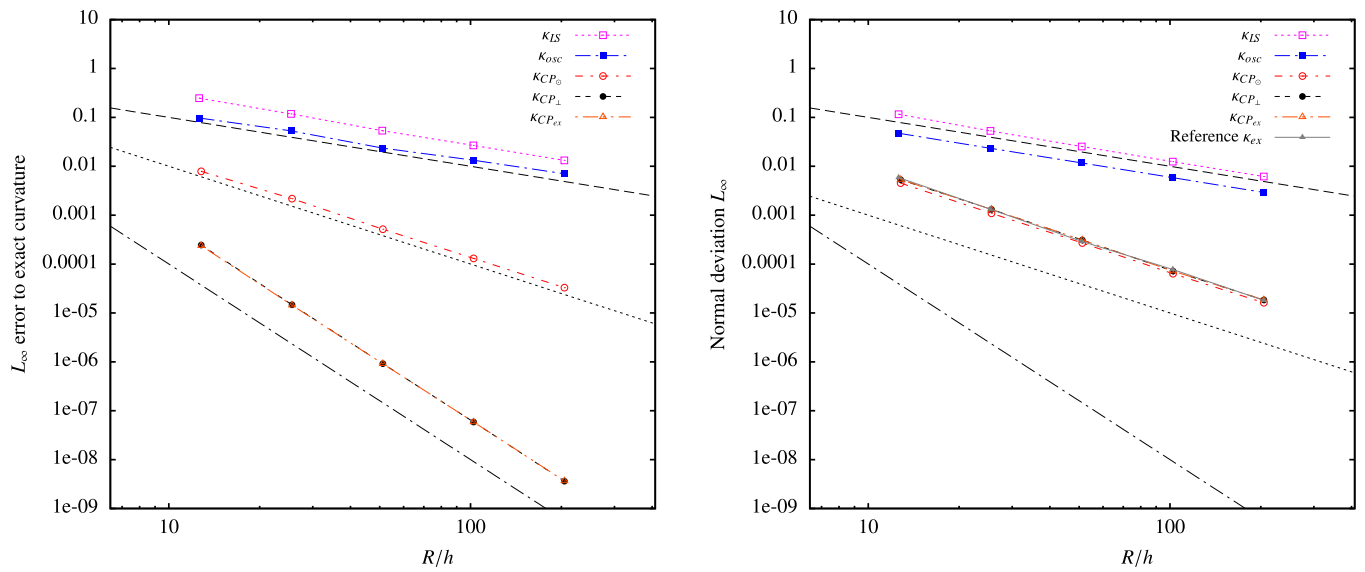 L∞ error to exact curvature
10
1
0.1
0.01
0.001
0.0001
1e-05
1e-06
1e-07
1e-08
1e-09
10 100
R/h
κLS
κosc
κCP⊙
κCP⊥
κCPex
Normal deviation L∞
10
1
0.1
0.01
0.001
0.0001
1e-05
1e-06
1e-07
1e-08
1e-09
10 100
R/h
κLS
κosc
κCP⊙
κCP⊥
κCPex
Reference κex